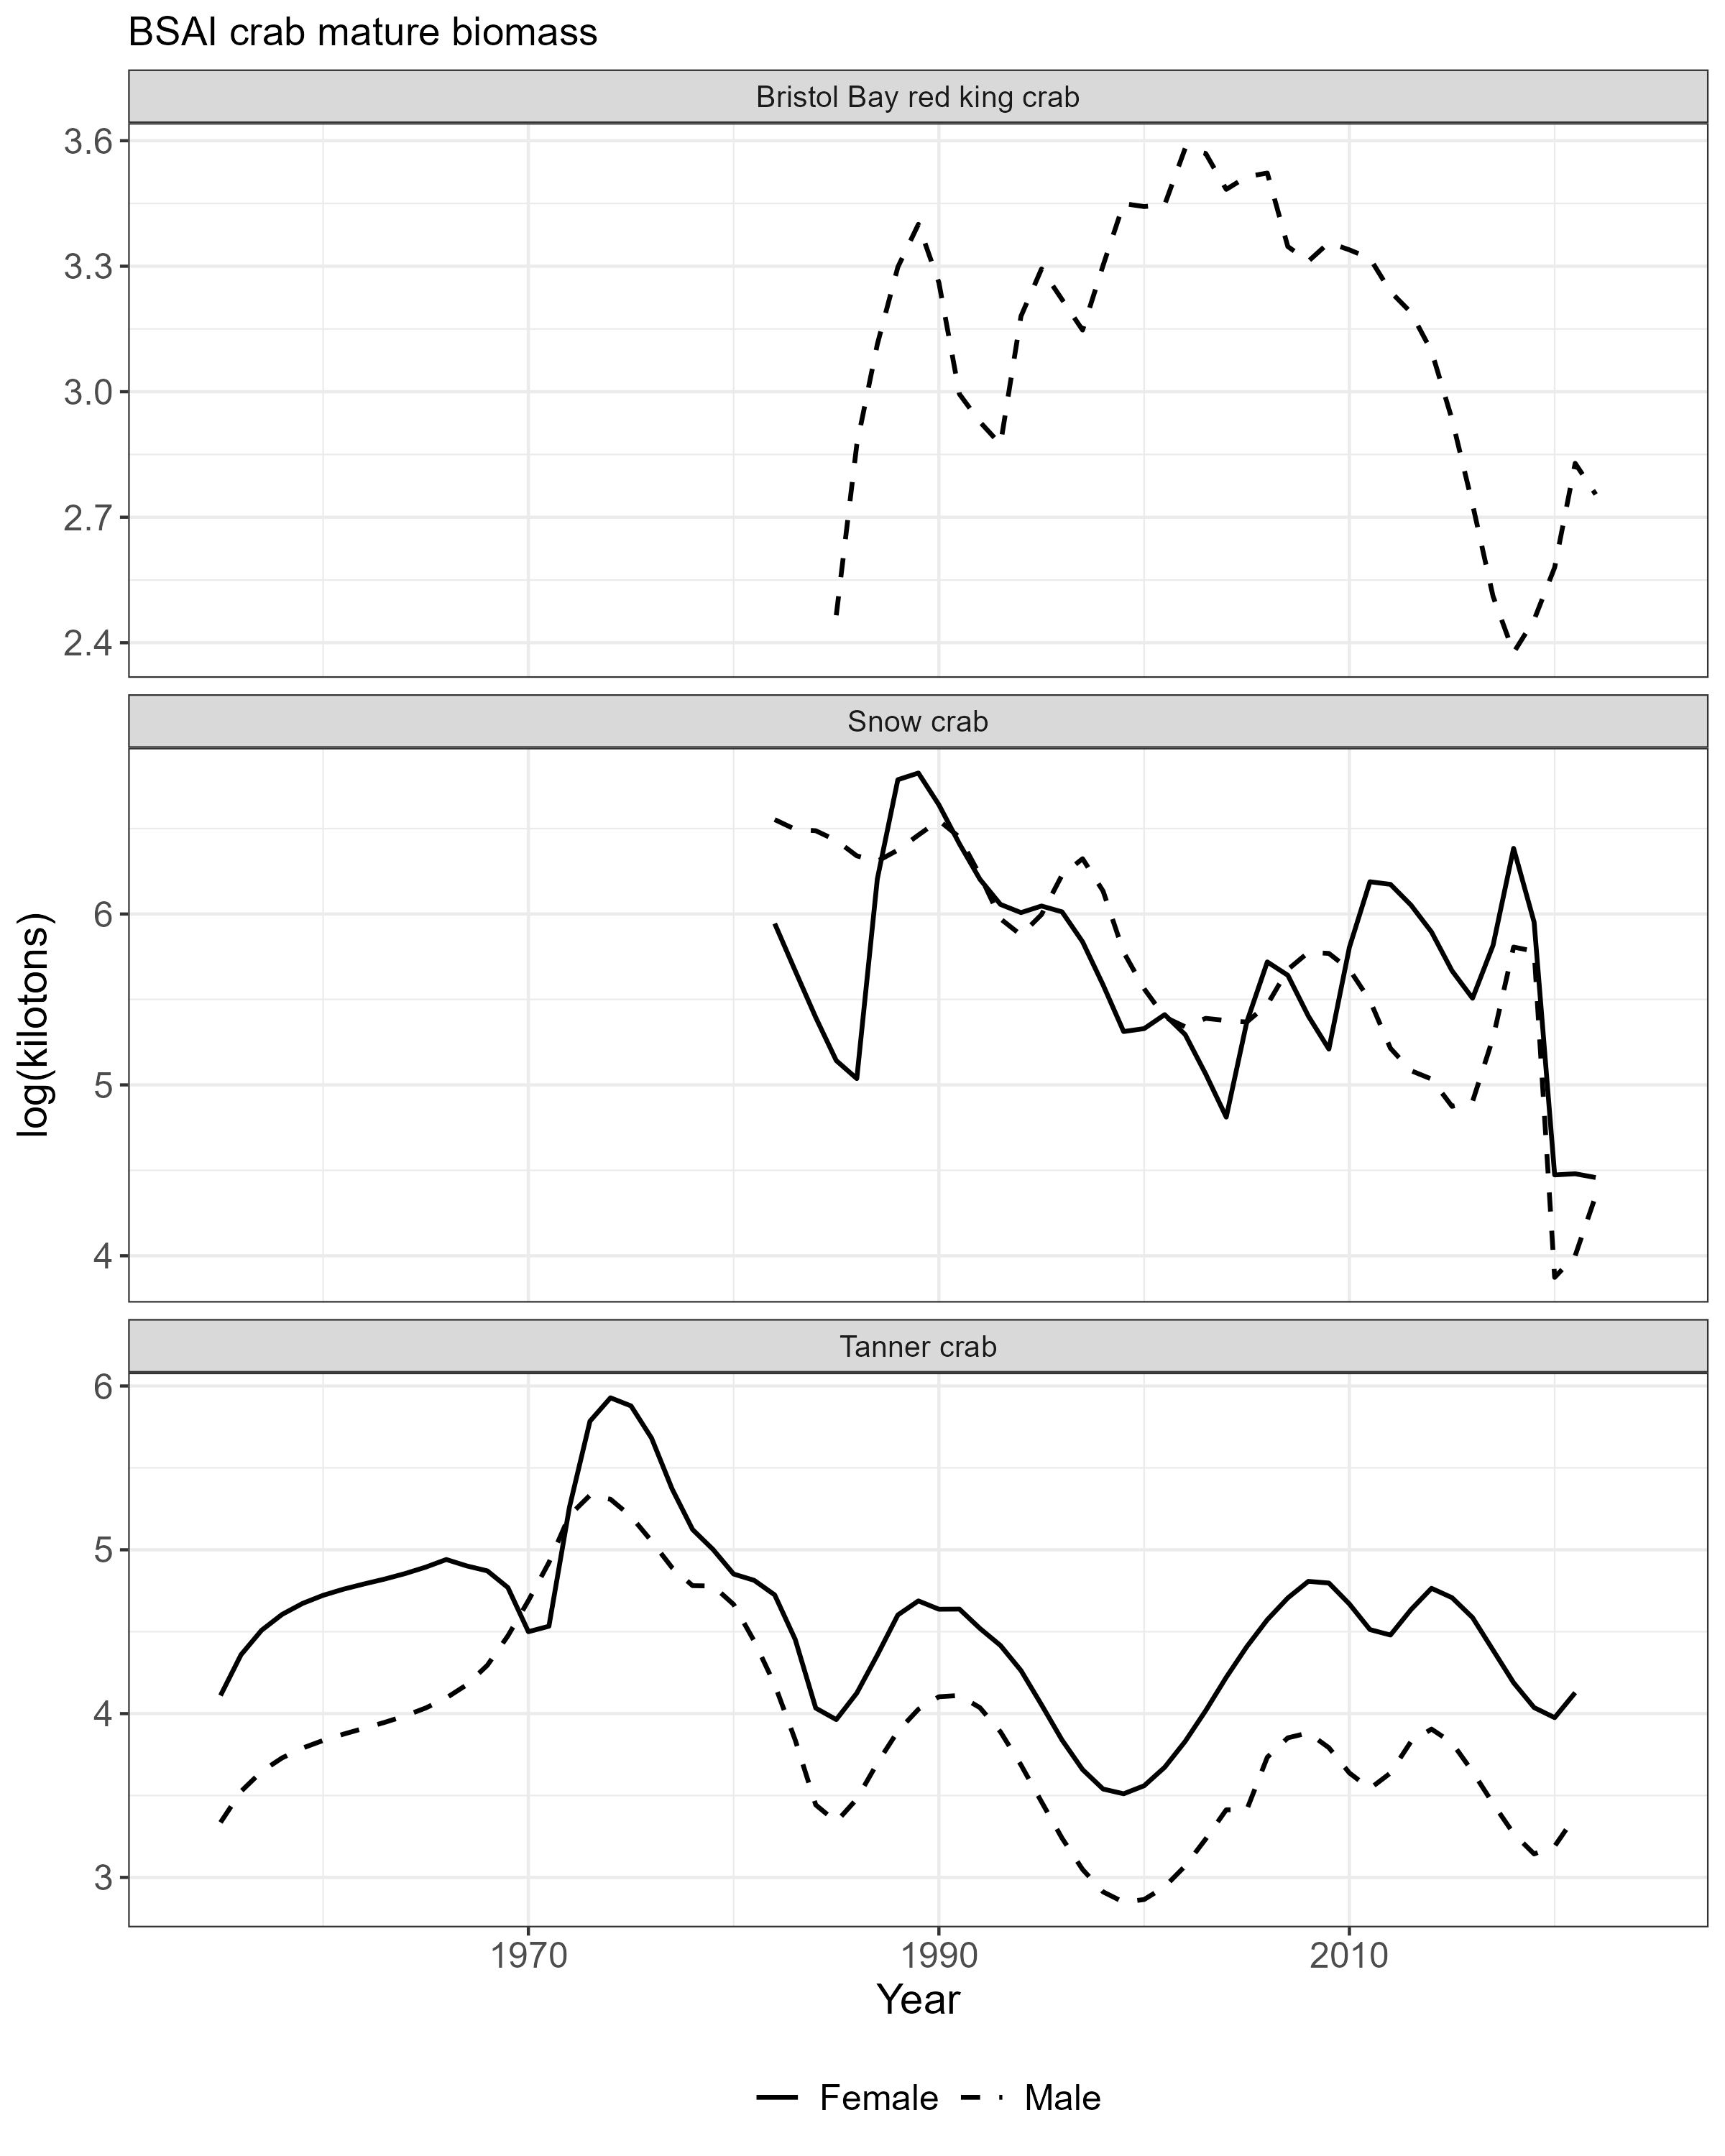 BSAI crab mature biomass
Bristol Bay red king crab
3.6
3.3
3.0
2.7
2.4
Snow crab
6
5
4
log(kilotons)
Tanner crab
6
5
4
3
1970 1990 2010
Year
Female Male